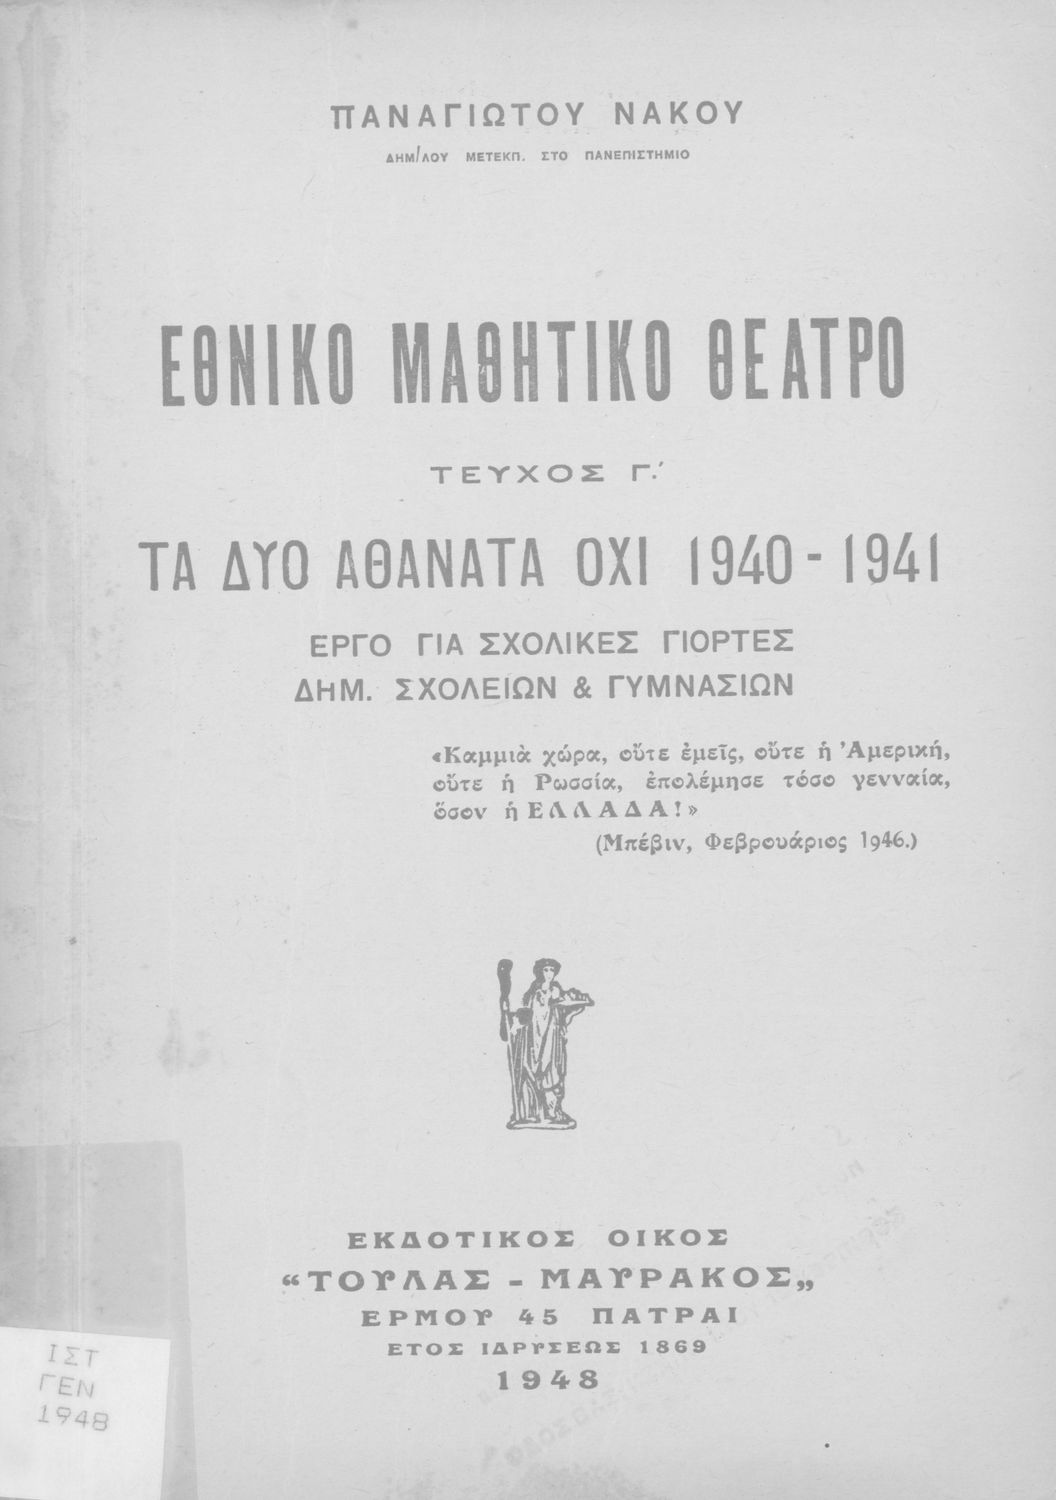 ΠΑΝΑΓΙΩΤΟΥ ΝΑΚΟΥ
ΔΗΜ/ΛΟΥ ΜΕΤΕΚΠ. ΣΤΟ ΠΑΝΕΠΙΣΤΗΜΙΟ
ΕΘΝΙΚΟ ΜΑΘΗΤΙΚΟ ΘΕΑΤΡΟ
ΤΕΥΧΟΣ Γ.΄
ΤΑ ΔΥΟ ΑΘΑΝΑΤΑ ΟΧΙ 1940 - 1941
ΕΡΓΟ ΓΙΑ ΣΧΟΛΙΚΕΣ ΓΙΟΡΤΕΣ
ΔΗΜ. ΣΧΟΛΕΙΩΝ & ΓΥΜΝΑΣΙΩΝ
«Καμμιὰ χώρα, οὔτε ἐμεῖς, οὔτε ἡ Ἀμερική,
οὔτε ἡ Ρωσσία, ἐπολέμησε τόσο γενναία,
ὅσον ἡ ΕΛΛΑΔΑ!»
(Μπέβιν, Φεβρουάριος 1946.)
ΕΚΔΟΤΙΚΟΣ ΟΙΚΟΣ
“ΤΟΥΛΑΣ - ΜΑΥΡΑΚΟΣ„
ΕΡΜΟΥ 45 ΠΑΤΡΑΙ
ΕΤΟΣ ΙΔΡΥΣΕΩΣ 1869
1948
ΙΣΤ
ΓΕΝ
1948